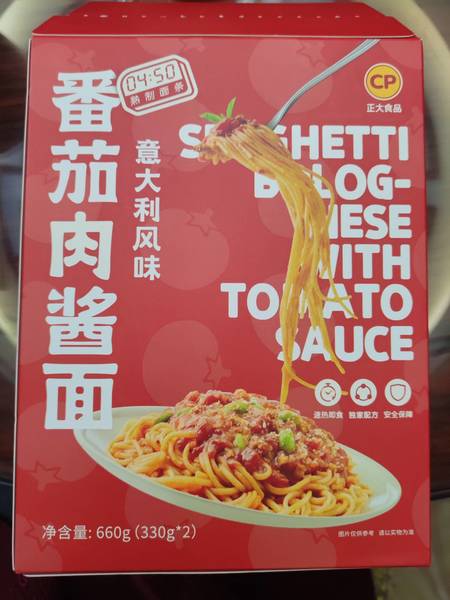 番茄肉酱面
04:50
熟制面条
意大利风味
CP
正大食品
SPAGHETTI
BOLOG-
NESE
WITH
TOMATO
SAUCE
速热即食 独家配方 安全保障
净含量: 660g (330g*2)
图片仅供参考 请以实物为准